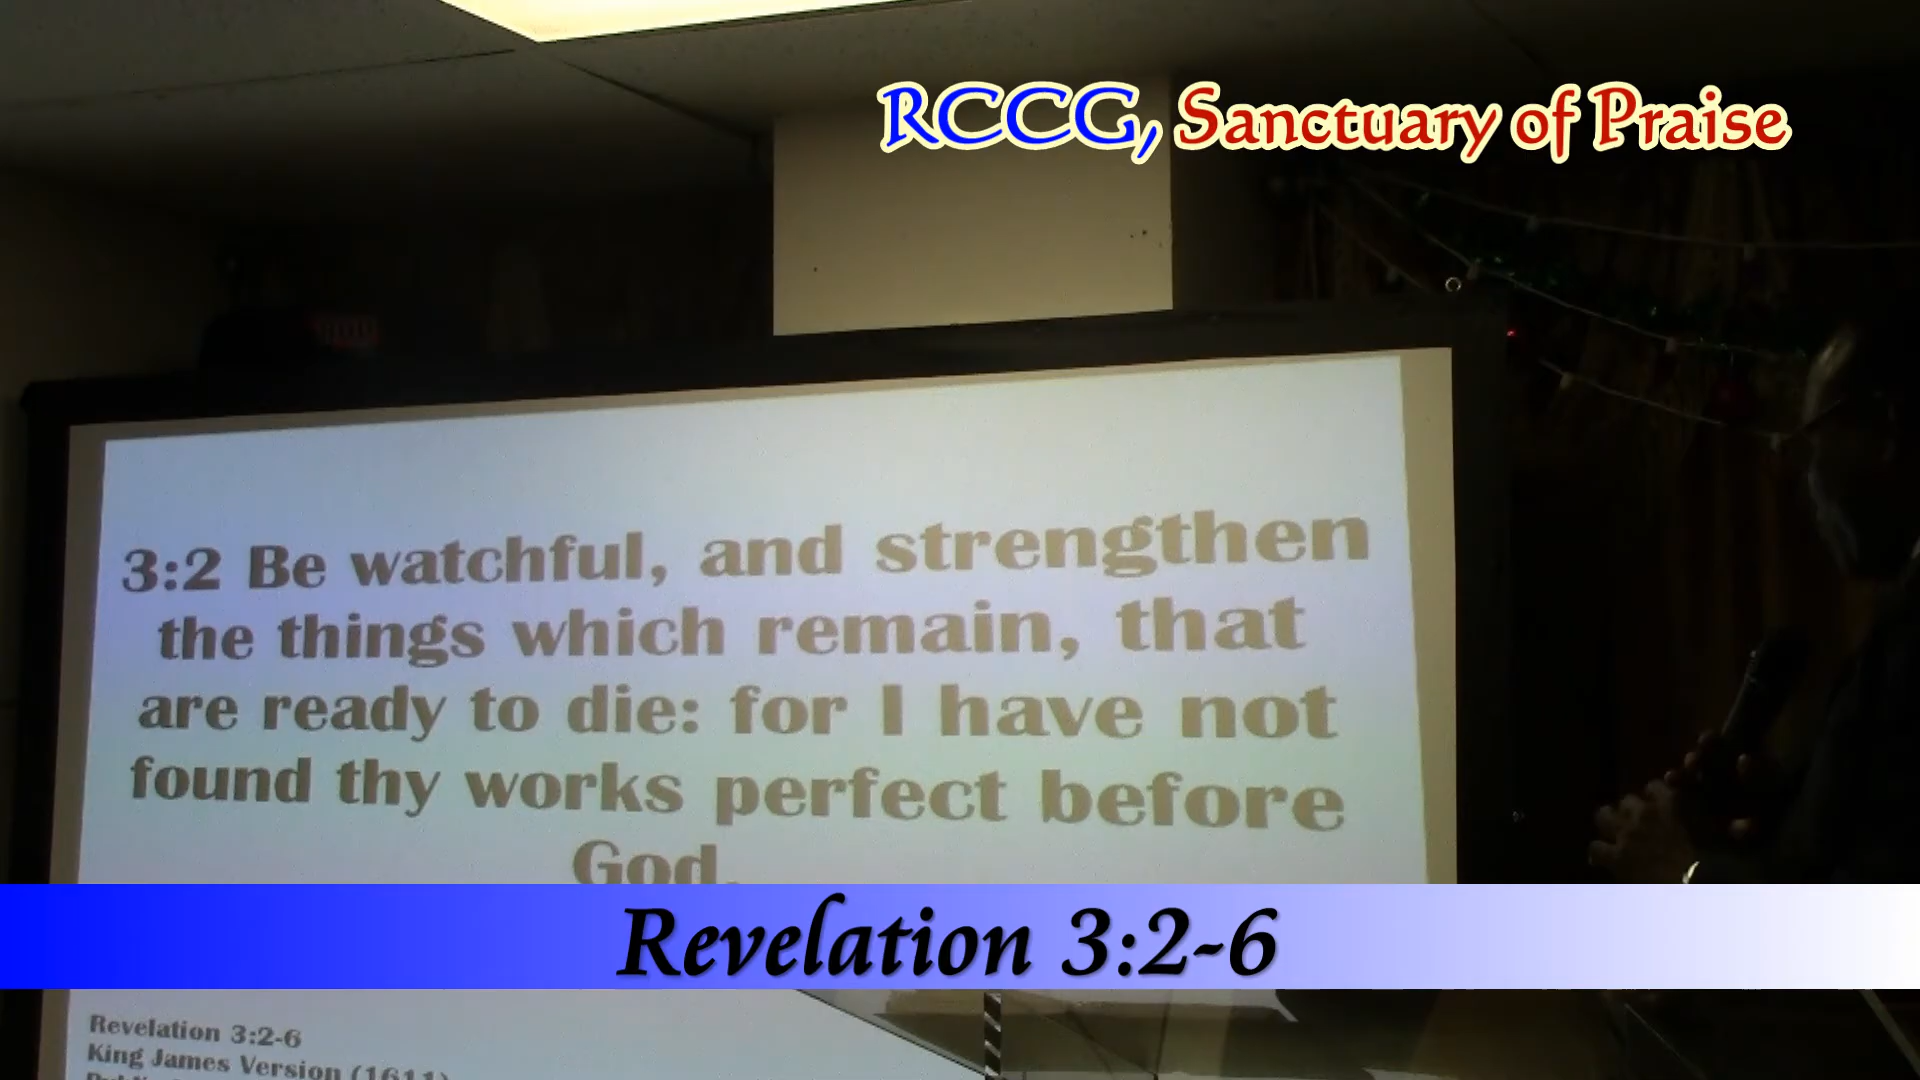 RCCG, Sanctuary of Praise
3:2 Be watchful, and strengthen
the things which remain, that
are ready to die: for I have not
found thy works perfect before
God.
Revelation 3:2-6
Revelation 3:2-6
King James Version (1611)